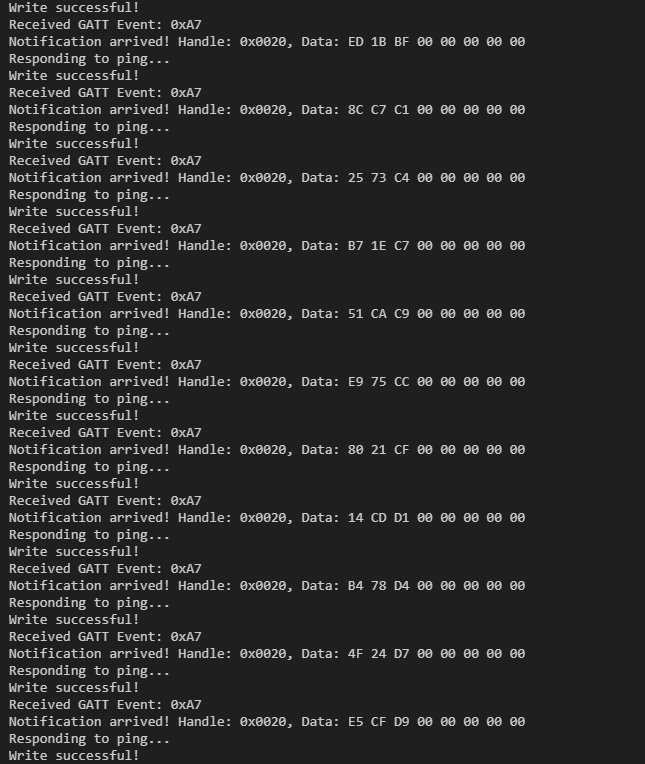 Write successful!
Received GATT Event: 0xA7
Notification arrived! Handle: 0x0020, Data: ED 1B BF 00 00 00 00 00
Responding to ping...
Write successful!
Received GATT Event: 0xA7
Notification arrived! Handle: 0x0020, Data: 8C C7 C1 00 00 00 00 00
Responding to ping...
Write successful!
Received GATT Event: 0xA7
Notification arrived! Handle: 0x0020, Data: 25 73 C4 00 00 00 00 00
Responding to ping...
Write successful!
Received GATT Event: 0xA7
Notification arrived! Handle: 0x0020, Data: B7 1E C7 00 00 00 00 00
Responding to ping...
Write successful!
Received GATT Event: 0xA7
Notification arrived! Handle: 0x0020, Data: 51 CA C9 00 00 00 00 00
Responding to ping...
Write successful!
Received GATT Event: 0xA7
Notification arrived! Handle: 0x0020, Data: E9 75 CC 00 00 00 00 00
Responding to ping...
Write successful!
Received GATT Event: 0xA7
Notification arrived! Handle: 0x0020, Data: 80 21 CF 00 00 00 00 00
Responding to ping...
Write successful!
Received GATT Event: 0xA7
Notification arrived! Handle: 0x0020, Data: 14 CD D1 00 00 00 00 00
Responding to ping...
Write successful!
Received GATT Event: 0xA7
Notification arrived! Handle: 0x0020, Data: B4 78 D4 00 00 00 00 00
Responding to ping...
Write successful!
Received GATT Event: 0xA7
Notification arrived! Handle: 0x0020, Data: 4F 24 D7 00 00 00 00 00
Responding to ping...
Write successful!
Received GATT Event: 0xA7
Notification arrived! Handle: 0x0020, Data: E5 CF D9 00 00 00 00 00
Responding to ping...
Write successful!